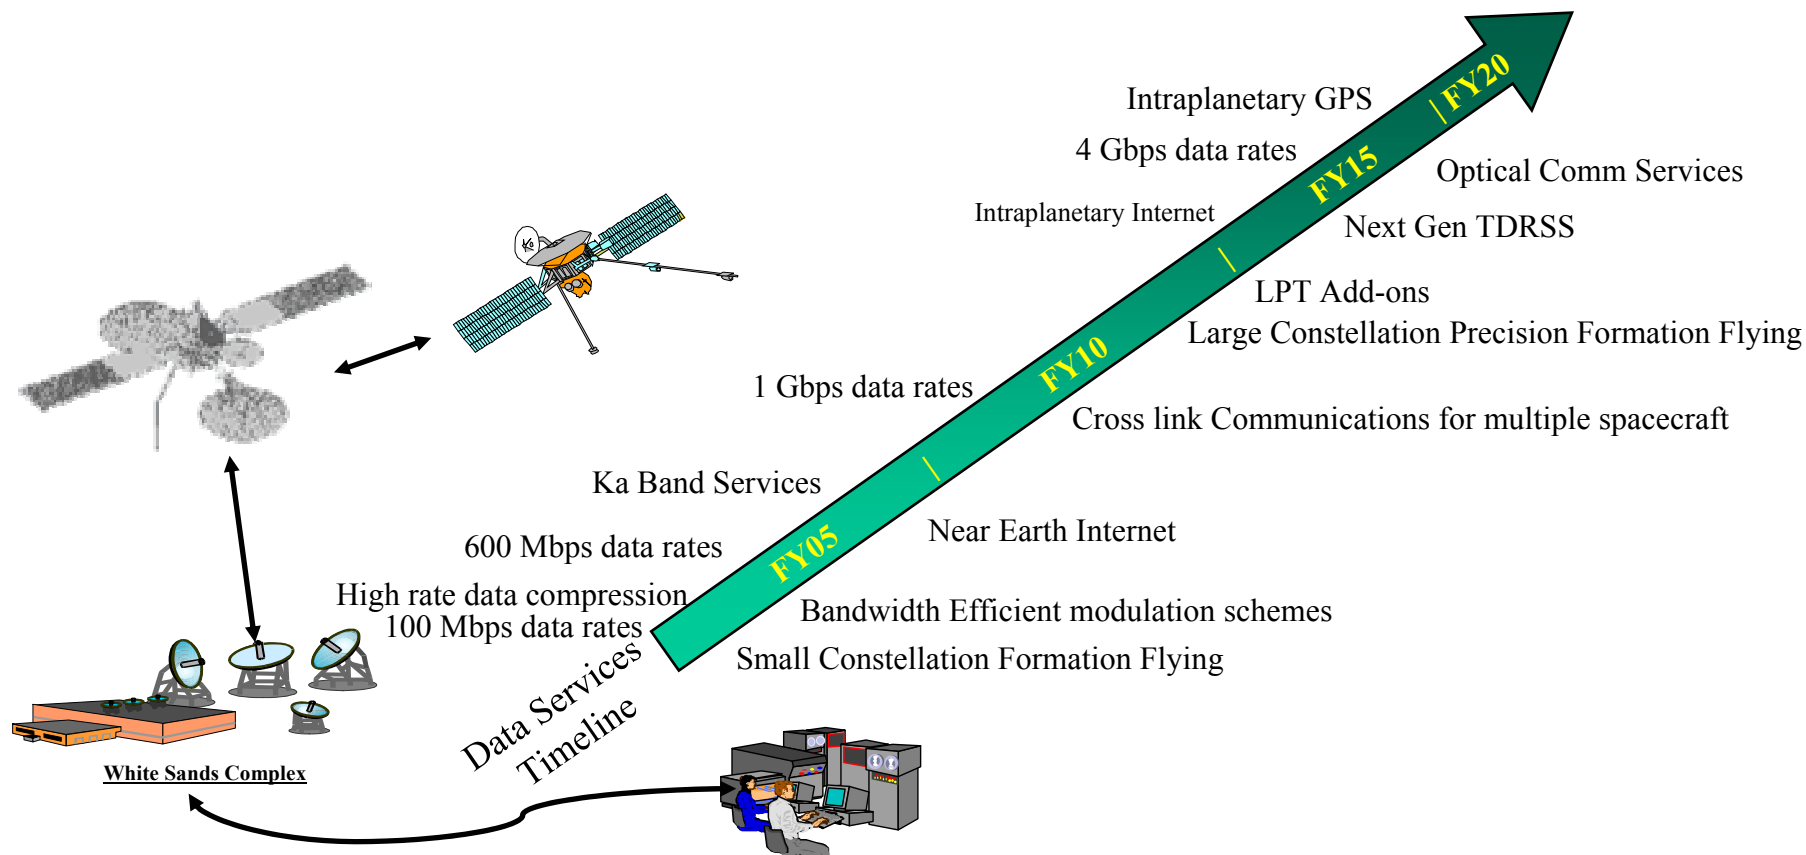 Intraplanetary GPS
4 Gbps data rates
Intraplanetary Internet
1 Gbps data rates
Ka Band Services
600 Mbps data rates
High rate data compression
100 Mbps data rates
FY20
FY15
FY10
FY05
Optical Comm Services
Next Gen TDRSS
LPT Add-ons
Large Constellation Precision Formation Flying
Cross link Communications for multiple spacecraft
Near Earth Internet
Bandwidth Efficient modulation schemes
Small Constellation Formation Flying
Data Services
Timeline
White Sands Complex
Ka